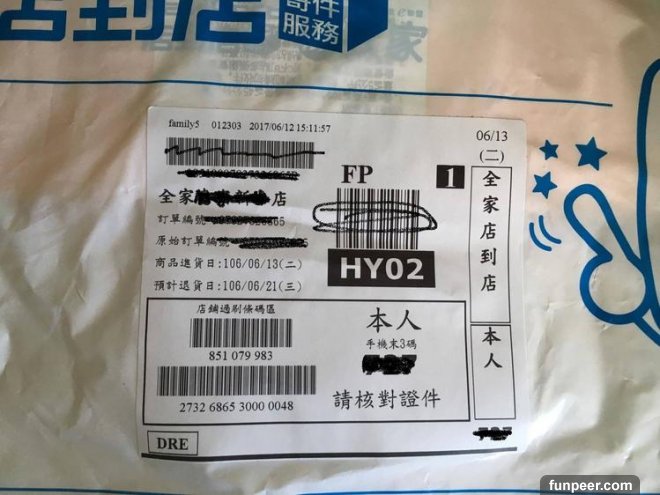 店到店
寄件
服務
家
family5 012303 2017/06/12 15:11:57
06/13
(二)
FP
1
全家店到店
全家 新 店
訂單編號
原始訂單編號
HY02
商品進貨日:106/06/13(二)
預計退貨日:106/06/21(三)
店鋪過刷條碼區
851 079 983
2732 6865 3000 0048
本人
手機末3碼
請核對證件
本人
DRE
funpeer.com